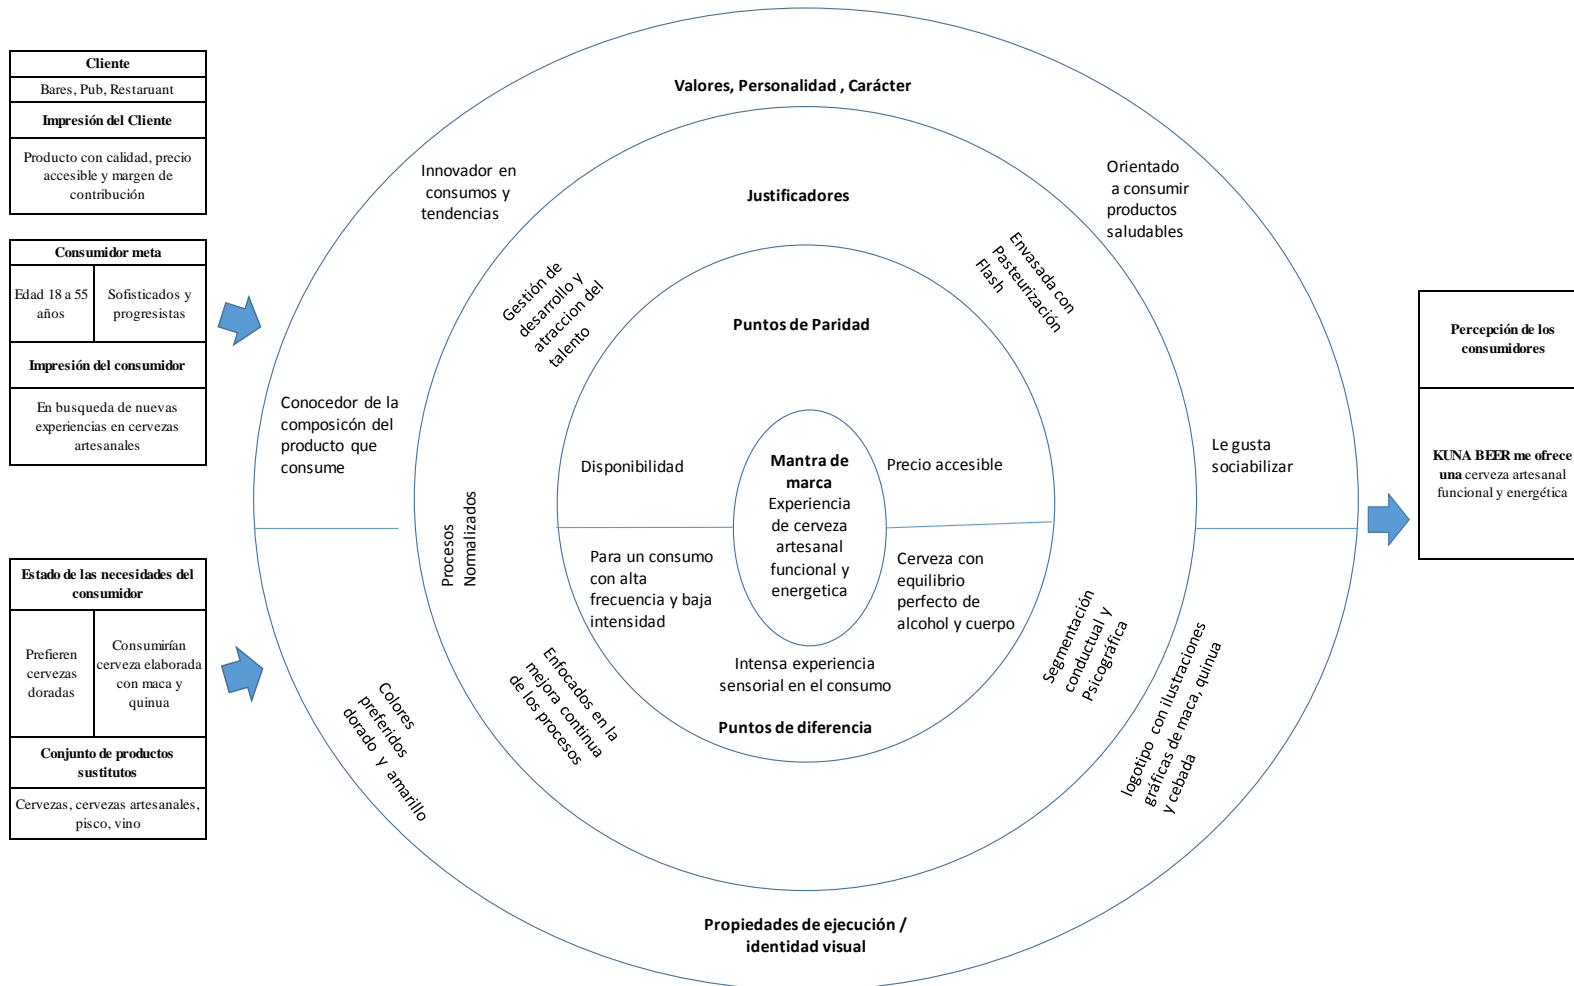 Cliente
Bares, Pub, Restaruant
Impresión del Cliente
Producto con calidad, precio
accesible y margen de
contribución
Consumidor meta
Edad 18 a 55
años
Sofisticados y
progresistas
Impresión del consumidor
En busqueda de nuevas
experiencias en cervezas
artesanales
Estado de las necesidades del
consumidor
Prefieren
cervezas
doradas
Consumirían
cerveza elaborada
con maca y
quinua
Conjunto de productos
sustitutos
Cervezas, cervezas artesanales,
pisco, vino
Valores, Personalidad , Carácter
Innovador en
consumos y
tendencias
Orientado
a consumir
productos
saludables
Conocedor de la
composicón del
producto que
consume
Le gusta
sociabilizar
Justificadores
Gestión de
desarrollo y
atraccion del
talento
Envasada con
Pasteurización
Flash
Procesos
Normalizados
Enfocados en la
mejora continua
de los procesos
Segmentación
conductual y
Psicográfica
Puntos de Paridad
Disponibilidad
Precio accesible
Mantra de
marca
Experiencia
de cerveza
artesanal
funcional y
energetica
Para un consumo
con alta
frecuencia y baja
intensidad
Cerveza con
equilibrio
perfecto de
alcohol y cuerpo
Intensa experiencia
sensorial en el consumo
Puntos de diferencia
Colores
preferidos
dorado y amarillo
logotipo con ilustraciones
gráficas de maca, quinua
y cebada
Propiedades de ejecución /
identidad visual
Percepción de los
consumidores
KUNA BEER me ofrece
una cerveza artesanal
funcional y energética